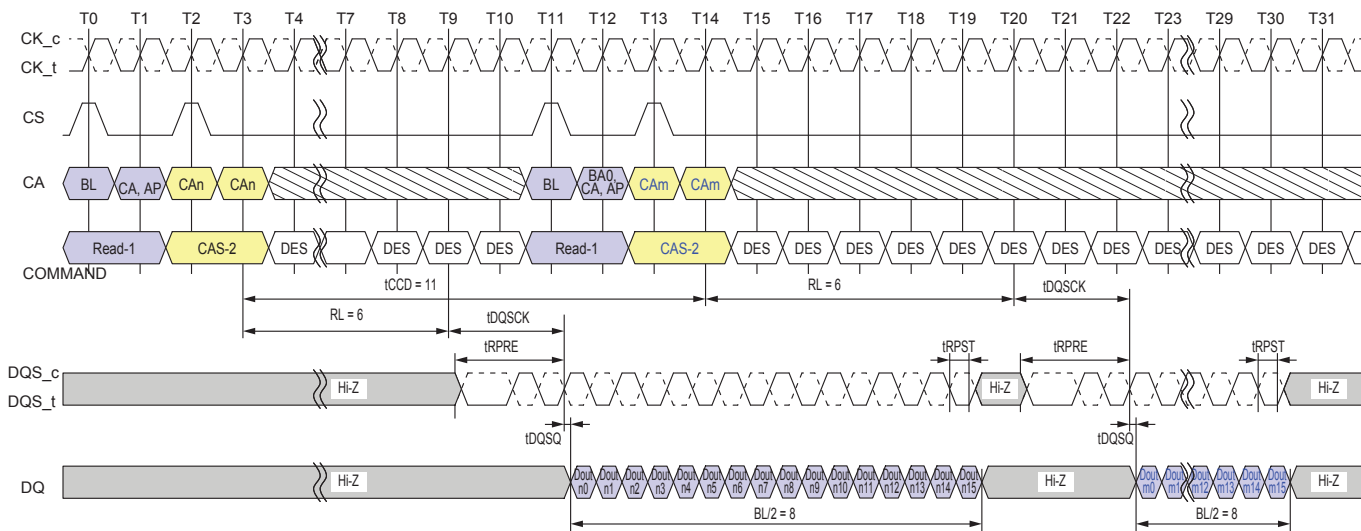 T0 T1 T2 T3 T4 T7 T8 T9 T10 T11 T12 T13 T14 T15 T16 T17 T18 T19 T20 T21 T22 T23 T29 T30 T31
CK_c
CK_t
CS
CA BL CA, AP CAn CAn BL BA0, CA, AP CAm CAm
Read-1 CAS-2 DES DES DES DES Read-1 CAS-2 DES DES DES DES DES DES DES DES DES DES DES DES
COMMAND
tCCD = 11 RL = 6 tDQSCK
RL = 6 tDQSCK
tRPRE tRPST tRPRE tRPST
DQS_c
DQS_t
Hi-Z Hi-Z Hi-Z
tDQSQ tDQSQ
DQ Hi-Z Dout n0 Dout n1 Dout n2 Dout n3 Dout n4 Dout n5 Dout n6 Dout n7 Dout n8 Dout n9 Dout n10 Dout n11 Dout n12 Dout n13 Dout n14 Dout n15 Hi-Z Dout m0 Dout m1 Dout m12 Dout m13 Dout m14 Dout m15 Hi-Z
BL/2 = 8 BL/2 = 8